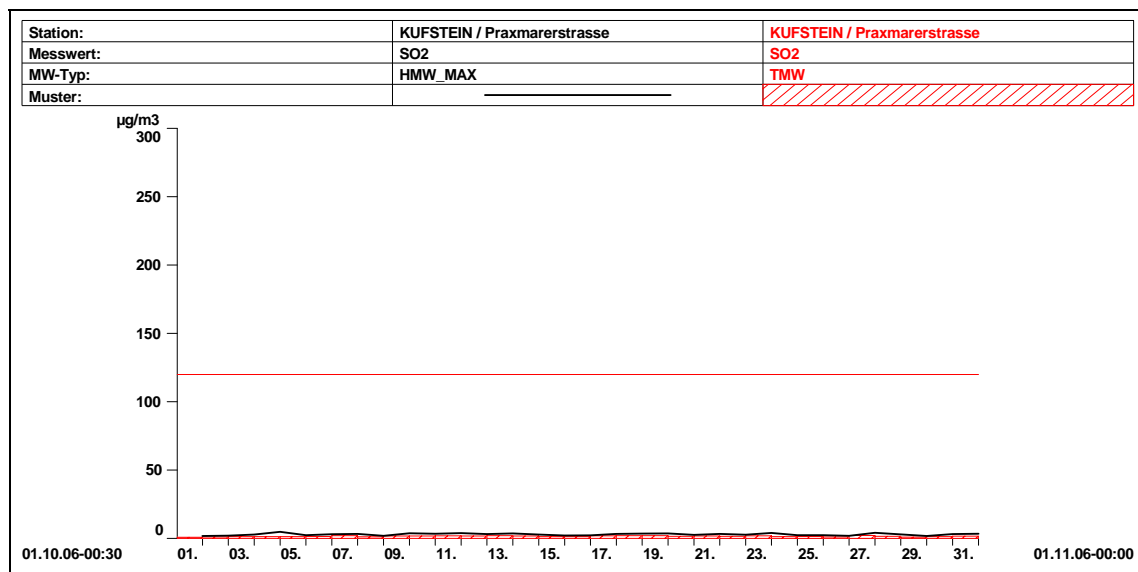 Station: KUFSTEIN / Praxmarerstrasse KUFSTEIN / Praxmarerstrasse
Messwert: SO2 SO2
MW-Typ: HMW_MAX TMW
Muster:
µg/m3
300
250
200
150
100
50
0
01.10.06-00:30 01. 03. 05. 07. 09. 11. 13. 15. 17. 19. 21. 23. 25. 27. 29. 31. 01.11.06-00:00